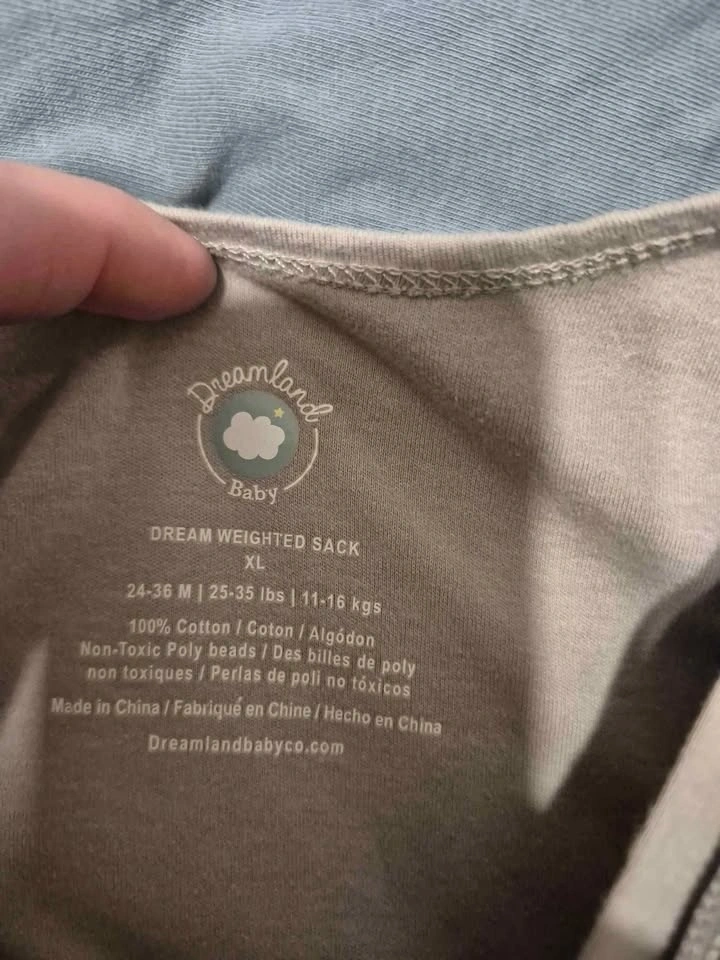 Dreamland
Baby
DREAM WEIGHTED SACK
XL
24-36 M | 25-35 lbs | 11-16 kgs
100% Cotton / Coton / Algódon
Non-Toxic Poly beads / Des billes de poly
non toxiques / Perlas de poli no tóxicos
Made in China / Fabriqué en Chine / Hecho en China
Dreamlandbabyco.com